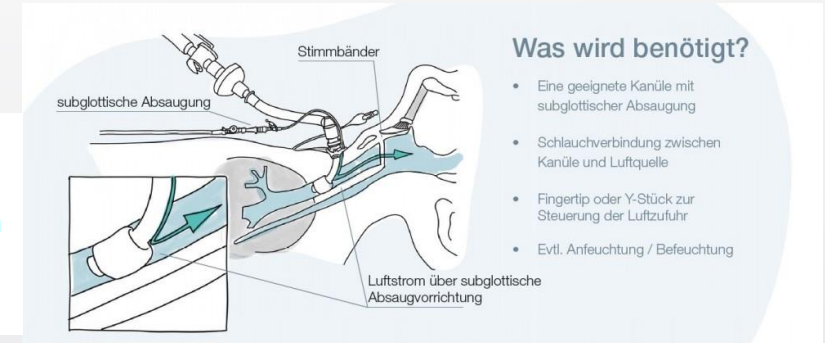 Stimmbänder
subglottische Absaugung
Luftstrom über subglottische
Absaugvorrichtung
Was wird benötigt?
• Eine geeignete Kanüle mit
subglottischer Absaugung
• Schlauchverbindung zwischen
Kanüle und Luftquelle
• Fingertip oder Y-Stück zur
Steuerung der Luftzufuhr
• Evtl. Anfeuchtung / Befeuchtung